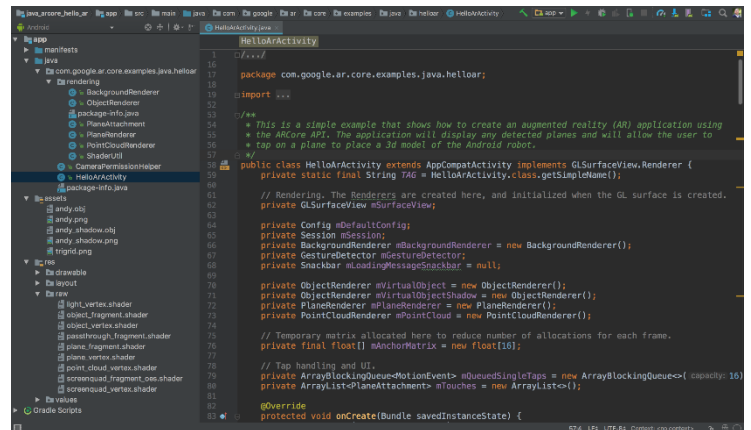 java_arcore_hello_ar app src main java com google ar core examples java helloar HelloArActivity app
Android
HelloArActivity.java
app
manifests
java
com.google.ar.core.examples.java.helloar
rendering
BackgroundRenderer
ObjectRenderer
package-info.java
PlaneAttachment
PlaneRenderer
PointCloudRenderer
ShaderUtil
CameraPermissionHelper
HelloArActivity
package-info.java
assets
andy.obj
andy.png
andy_shadow.obj
andy_shadow.png
trigrid.png
res
drawable
layout
raw
light_vertex.shader
object_fragment.shader
object_vertex.shader
passthrough_fragment.shader
plane_fragment.shader
plane_vertex.shader
point_cloud_vertex.shader
screenquad_fragment_oes.shader
screenquad_vertex.shader
values
Gradle Scripts
HelloArActivity
1 /.../
16
17 package com.google.ar.core.examples.java.helloar;
18
19 import ...
52
53 /**
54 * This is a simple example that shows how to create an augmented reality (AR) application using
55 * the ARCore API. The application will display any detected planes and will allow the user to
56 * tap on a plane to place a 3d model of the Android robot.
57 */
58 public class HelloArActivity extends AppCompatActivity implements GLSurfaceView.Renderer {
59 private static final String TAG = HelloArActivity.class.getSimpleName();
60
61 // Rendering. The Renderers are created here, and initialized when the GL surface is created.
62 private GLSurfaceView mSurfaceView;
63
64 private Config mDefaultConfig;
65 private Session mSession;
66 private BackgroundRenderer mBackgroundRenderer = new BackgroundRenderer();
67 private GestureDetector mGestureDetector;
68 private Snackbar mLoadingMessageSnackbar = null;
69
70 private ObjectRenderer mVirtualObject = new ObjectRenderer();
71 private ObjectRenderer mVirtualObjectShadow = new ObjectRenderer();
72 private PlaneRenderer mPlaneRenderer = new PlaneRenderer();
73 private PointCloudRenderer mPointCloud = new PointCloudRenderer();
74
75 // Temporary matrix allocated here to reduce number of allocations for each frame.
76 private final float[] mAnchorMatrix = new float[16];
77
78 // Tap handling and UI.
79 private ArrayBlockingQueue<MotionEvent> mQueuedSingleTaps = new ArrayBlockingQueue<>( capacity: 16)
80 private ArrayList<PlaneAttachment> mTouches = new ArrayList<>();
81
82 @Override
83 protected void onCreate(Bundle savedInstanceState) {
57:4 LF÷ UTF-8÷ Context: <no context>